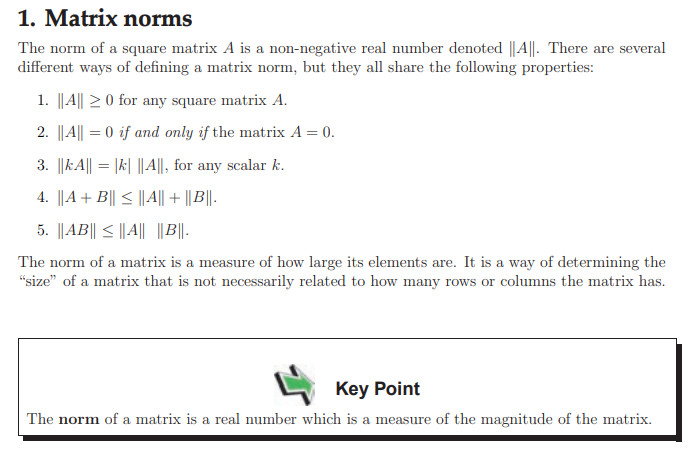 1. Matrix norms
The norm of a square matrix A is a non-negative real number denoted ‖A‖. There are several
different ways of defining a matrix norm, but they all share the following properties:
1. ‖A‖ ≥ 0 for any square matrix A.
2. ‖A‖ = 0 if and only if the matrix A = 0.
3. ‖kA‖ = |k| ‖A‖, for any scalar k.
4. ‖A + B‖ ≤ ‖A‖ + ‖B‖.
5. ‖AB‖ ≤ ‖A‖ ‖B‖.
The norm of a matrix is a measure of how large its elements are. It is a way of determining the
“size” of a matrix that is not necessarily related to how many rows or columns the matrix has.
Key Point
The norm of a matrix is a real number which is a measure of the magnitude of the matrix.